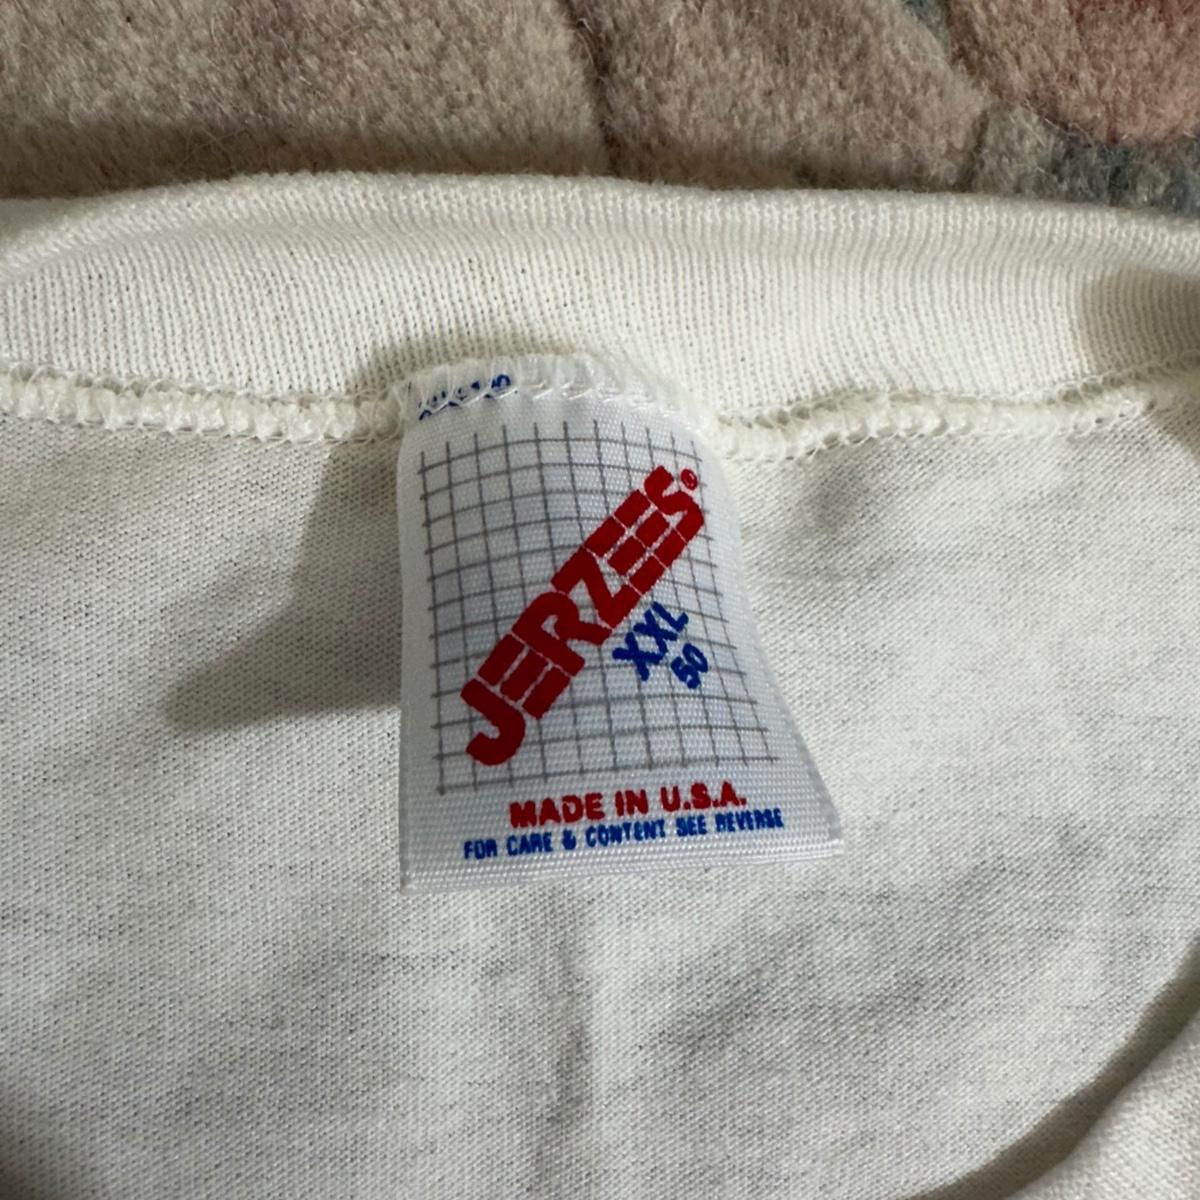 JERZEES®
XXL
50
MADE IN U.S.A.
FOR CARE & CONTENT SEE REVERSE